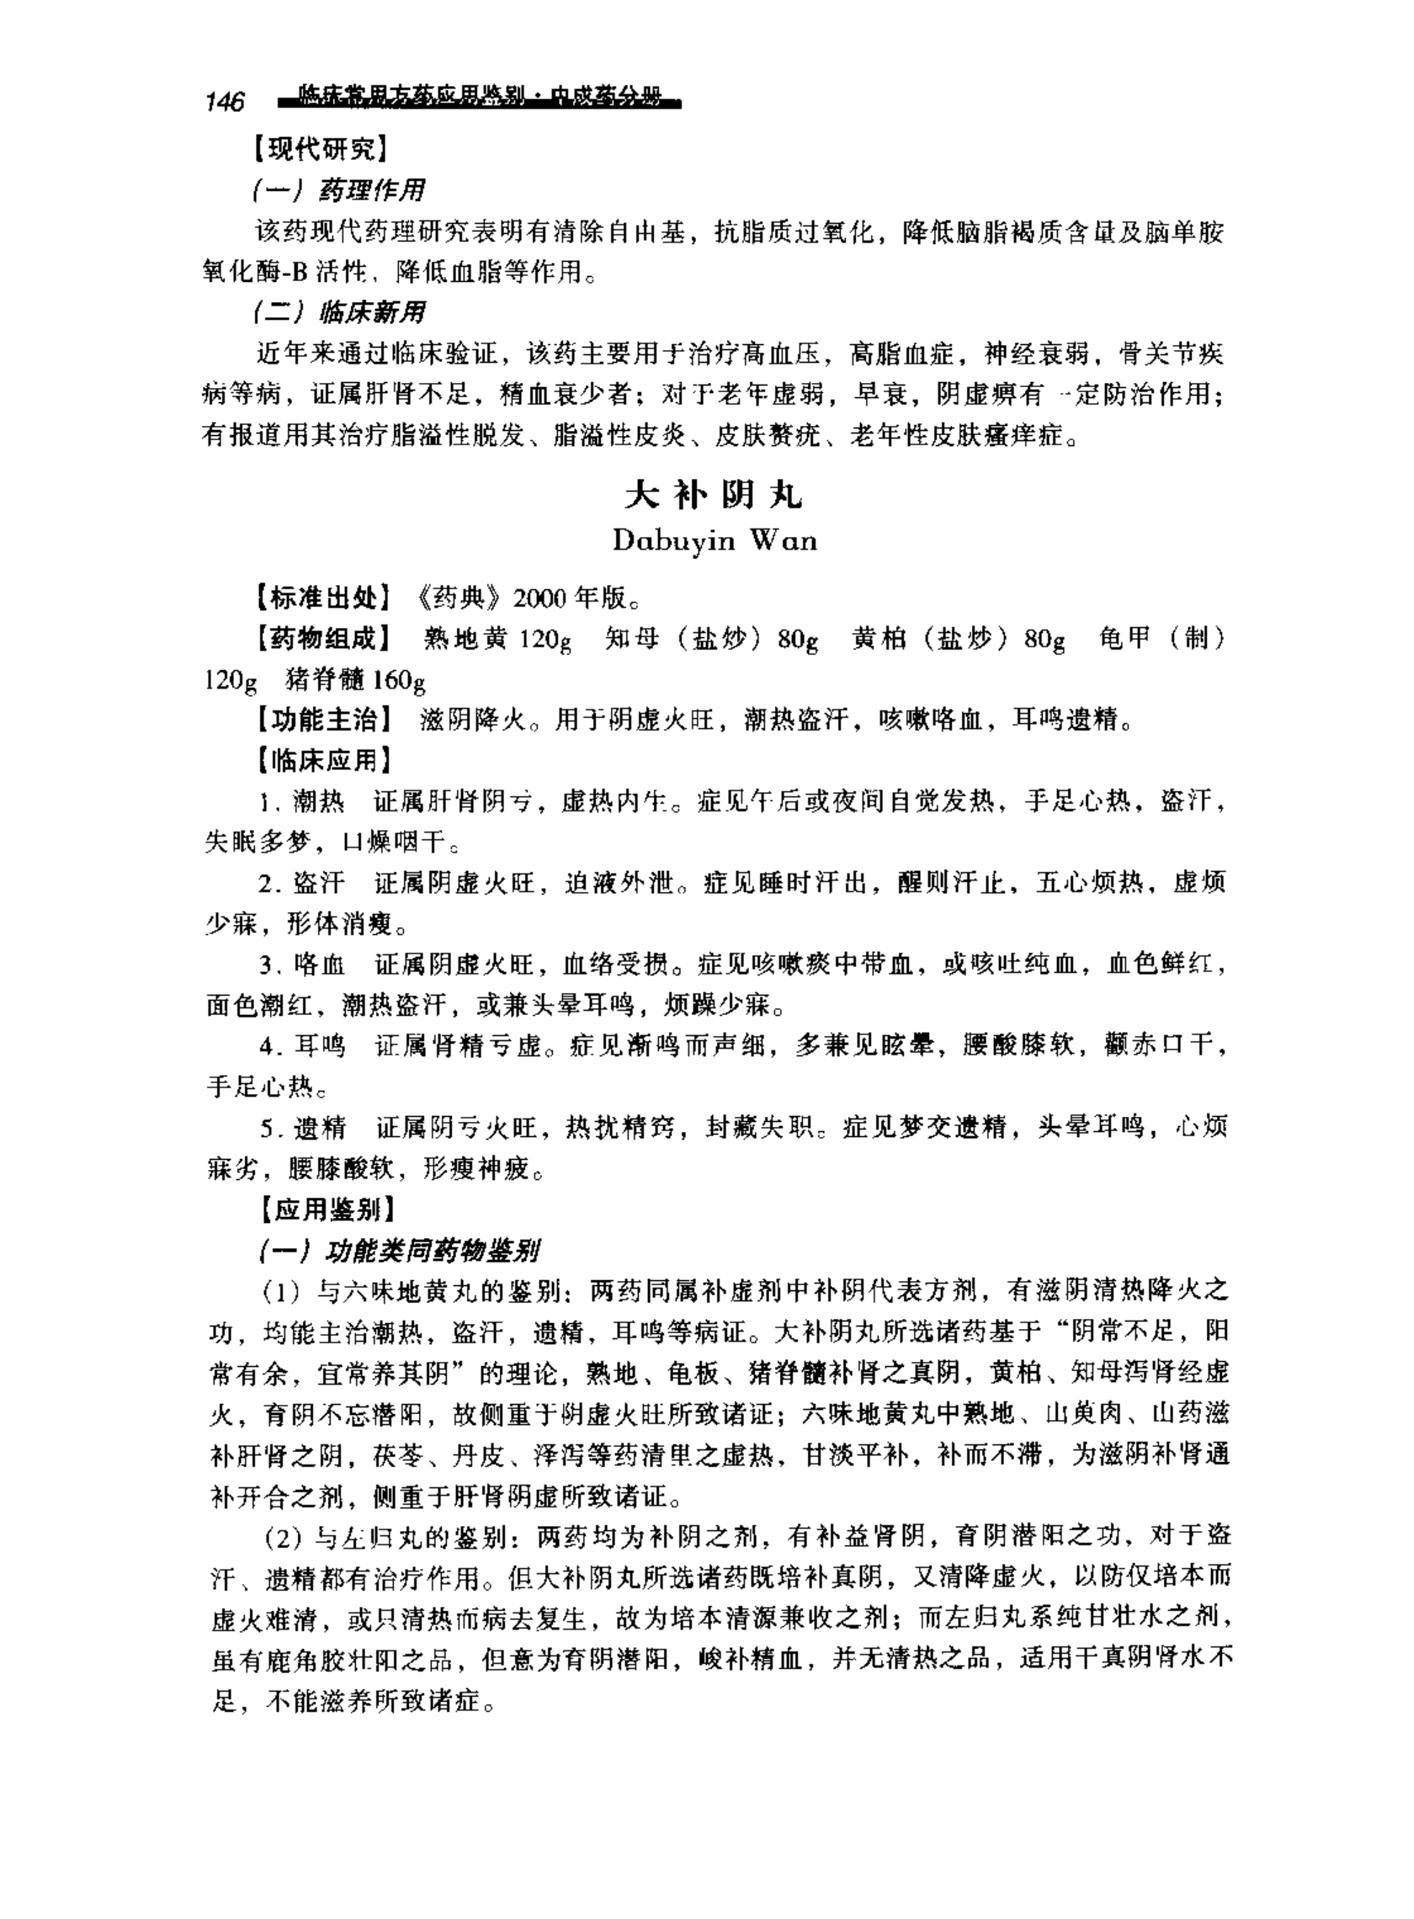 146 临床常用方药应用鉴别·中成药分册
【现代研究】
（一）药理作用
该药现代药理研究表明有清除自由基，抗脂质过氧化，降低脑脂褐质含量及脑单胺
氧化酶-B 活性，降低血脂等作用。
（二）临床新用
近年来通过临床验证，该药主要用于治疗高血压，高脂血症，神经衰弱，骨关节疾
病等病，证属肝肾不足，精血衰少者；对于老年虚弱，早衰，阴虚痹有一定防治作用；
有报道用其治疗脂溢性脱发、脂溢性皮炎、皮肤赘疣、老年性皮肤瘙痒症。
大补阴丸
Dabuyin Wan
【标准出处】《药典》2000 年版。
【药物组成】 熟地黄 120g 知母（盐炒）80g 黄柏（盐炒）80g 龟甲（制）
120g 猪脊髓 160g
【功能主治】 滋阴降火。用于阴虚火旺，潮热盗汗，咳嗽咯血，耳鸣遗精。
【临床应用】
1. 潮热 证属肝肾阴亏，虚热内生。症见午后或夜间自觉发热，手足心热，盗汗，
失眠多梦，口燥咽干。
2. 盗汗 证属阴虚火旺，迫液外泄。症见睡时汗出，醒则汗止，五心烦热，虚烦
少寐，形体消瘦。
3. 咯血 证属阴虚火旺，血络受损。症见咳嗽痰中带血，或咳吐纯血，血色鲜红，
面色潮红，潮热盗汗，或兼头晕耳鸣，烦躁少寐。
4. 耳鸣 证属肾精亏虚。症见渐鸣而声细，多兼见眩晕，腰酸膝软，颧赤口干，
手足心热。
5. 遗精 证属阴亏火旺，热扰精窍，封藏失职。症见梦交遗精，头晕耳鸣，心烦
寐劣，腰膝酸软，形瘦神疲。
【应用鉴别】
（一）功能类同药物鉴别
（1）与六味地黄丸的鉴别：两药同属补虚剂中补阴代表方剂，有滋阴清热降火之
功，均能主治潮热，盗汗，遗精，耳鸣等病证。大补阴丸所选诸药基于“阴常不足，阳
常有余，宜常养其阴”的理论，熟地、龟板、猪脊髓补肾之真阴，黄柏、知母泻肾经虚
火，育阴不忘潜阳，故侧重于阴虚火旺所致诸证；六味地黄丸中熟地、山萸肉、山药滋
补肝肾之阴，茯苓、丹皮、泽泻等药清里之虚热，甘淡平补，补而不滞，为滋阴补肾通
补开合之剂，侧重于肝肾阴虚所致诸证。
（2）与左归丸的鉴别：两药均为补阴之剂，有补益肾阴，育阴潜阳之功，对于盗
汗、遗精都有治疗作用。但大补阴丸所选诸药既培补真阴，又清降虚火，以防仅培本而
虚火难清，或只清热而病去复生，故为培本清源兼收之剂；而左归丸系纯甘壮水之剂，
虽有鹿角胶壮阳之品，但意为育阴潜阳，峻补精血，并无清热之品，适用于真阴肾水不
足，不能滋养所致诸症。